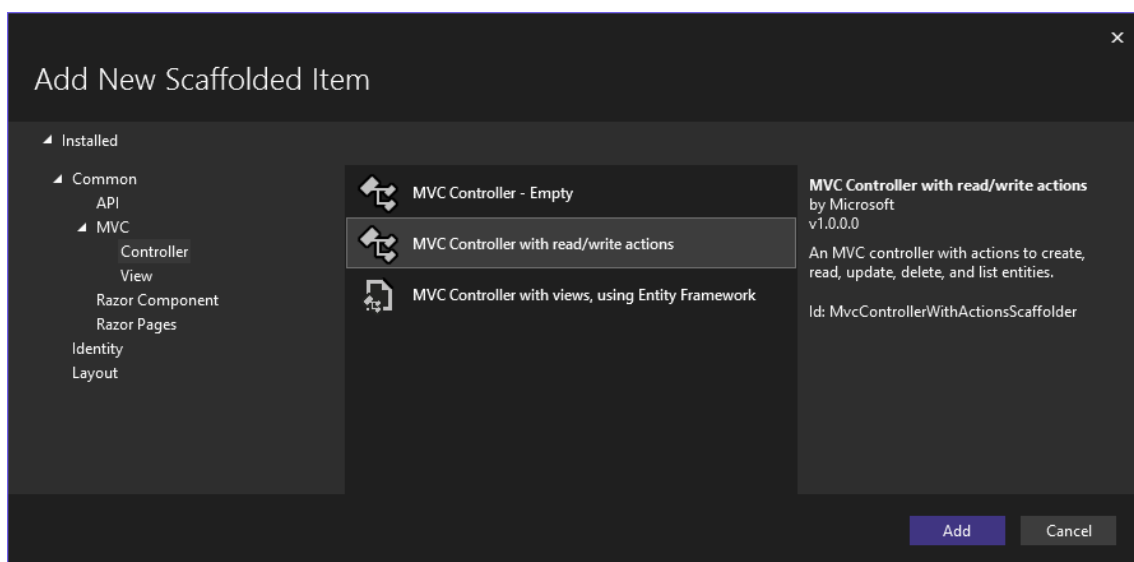 Add New Scaffolded Item
Installed
Common
API
MVC
Controller
View
Razor Component
Razor Pages
Identity
Layout
MVC Controller - Empty
MVC Controller with read/write actions
MVC Controller with views, using Entity Framework
MVC Controller with read/write actions
by Microsoft
v1.0.0.0
An MVC controller with actions to create,
read, update, delete, and list entities.
Id: MvcControllerWithActionsScaffolder
Add
Cancel